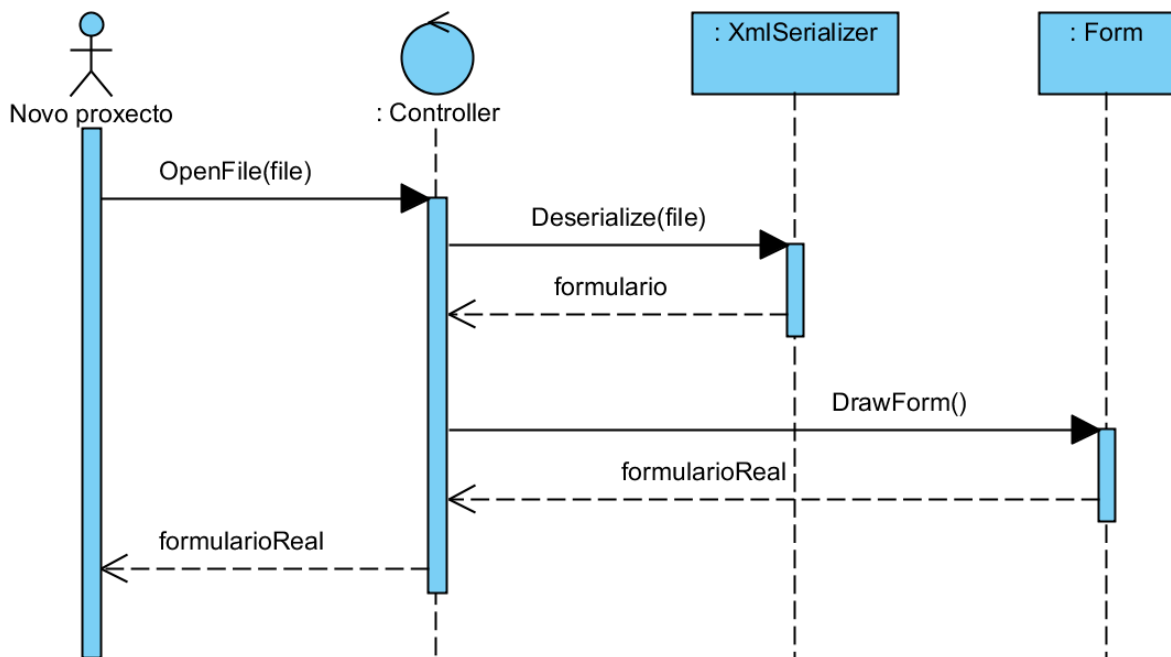 : XmlSerializer
: Form
Novo proxecto
: Controller
OpenFile(file)
Deserialize(file)
formulario
DrawForm()
formularioReal
formularioReal